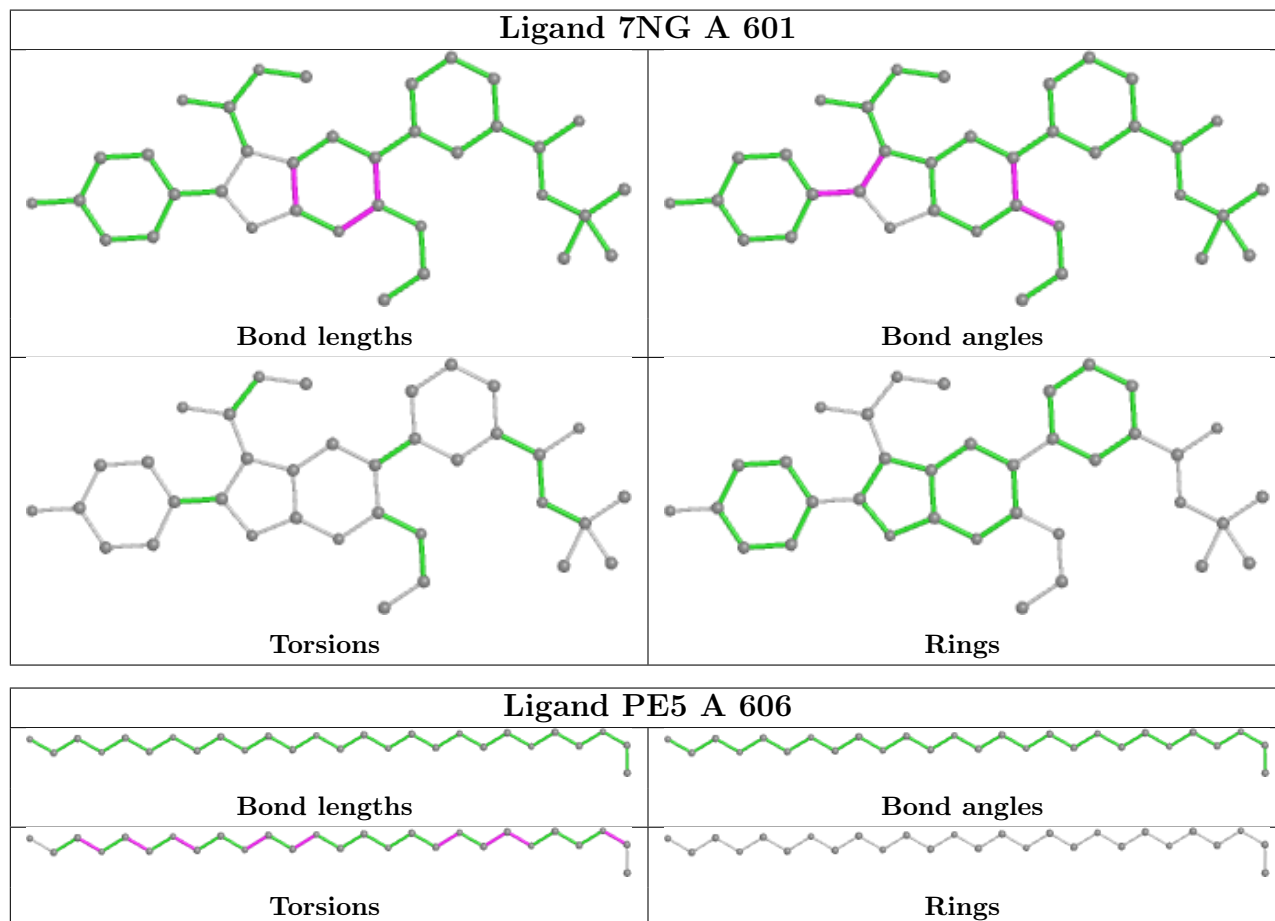 Ligand 7NG A 601
Bond lengths
Bond angles
Torsions
Rings
Ligand PE5 A 606
Bond lengths
Bond angles
Torsions
Rings